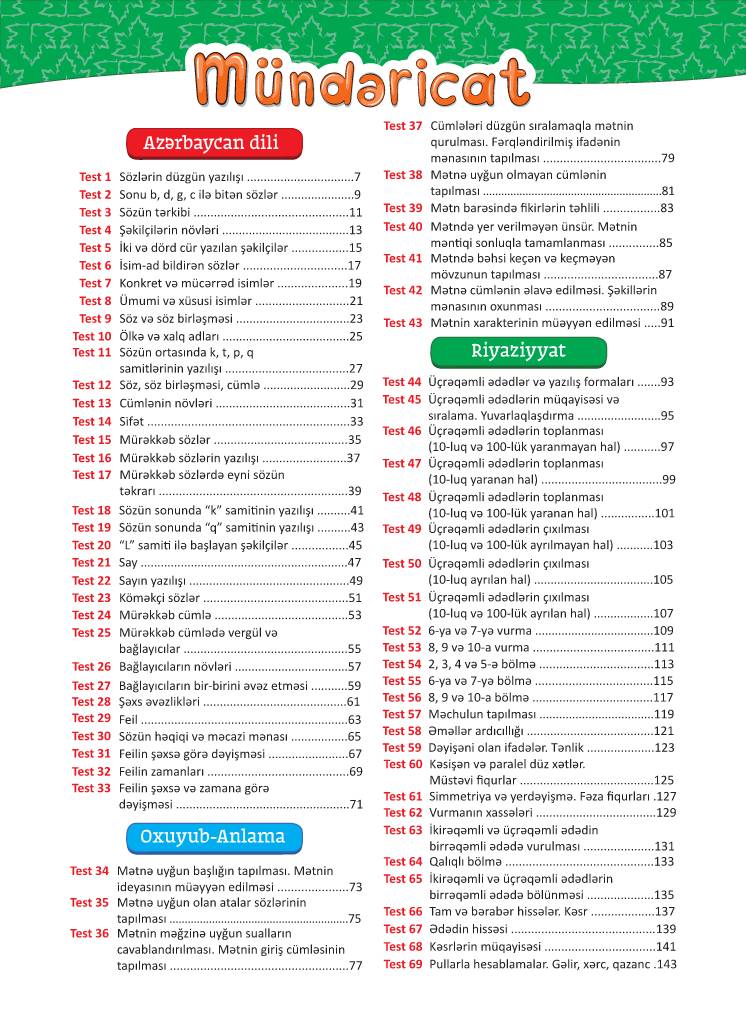 Mündəricat
Azərbaycan dili
Test 1 Sözlərin düzgün yazılışı ................................7
Test 2 Sonu b, d, g, c ilə bitən sözlər ......................9
Test 3 Sözün tərkibi ...............................................11
Test 4 Şəkilçilərin növləri .......................................13
Test 5 İki və dörd cür yazılan şəkilçilər ..................15
Test 6 İsim-ad bildirən sözlər ................................17
Test 7 Konkret və mücərrəd isimlər ......................19
Test 8 Ümumi və xüsusi isimlər ............................21
Test 9 Söz və söz birləşməsi ..................................23
Test 10 Ölkə və xalq adları ......................................25
Test 11 Sözün ortasında k, t, p, q
samitlərinin yazılışı .....................................27
Test 12 Söz, söz birləşməsi, cümlə ..........................29
Test 13 Cümlənin növləri ........................................31
Test 14 Sifət .............................................................33
Test 15 Mürəkkəb sözlər .........................................35
Test 16 Mürəkkəb sözlərin yazılışı ..........................37
Test 17 Mürəkkəb sözlərdə eyni sözün
təkrarı .........................................................39
Test 18 Sözün sonunda “k” samitinin yazılışı ..........41
Test 19 Sözün sonunda “q” samitinin yazılışı ..........43
Test 20 “L” samiti ilə başlayan şəkilçilər .................45
Test 21 Say ..............................................................47
Test 22 Sayın yazılışı ................................................49
Test 23 Köməkçi sözlər ............................................51
Test 24 Mürəkkəb cümlə ........................................53
Test 25 Mürəkkəb cümlədə vergül və
bağlayıcılar .................................................55
Test 26 Bağlayıcıların növləri ..................................57
Test 27 Bağlayıcıların bir-birini əvəz etməsi ...........59
Test 28 Şəxs əvəzlikləri ...........................................61
Test 29 Feil ..............................................................63
Test 30 Sözün həqiqi və məcazi mənası ..................65
Test 31 Feilin şəxsə görə dəyişməsi ........................67
Test 32 Feilin zamanları ...........................................69
Test 33 Feilin şəxsə və zamana görə
dəyişməsi ....................................................71
Oxuyub-Anlama
Test 34 Mətnə uyğun başlığın tapılması. Mətnin
ideyasının müəyyən edilməsi .....................73
Test 35 Mətnə uyğun olan atalar sözlərinin
tapılması .....................................................75
Test 36 Mətnin məğzinə uyğun sualların
cavablandırılması. Mətnin giriş cümləsinin
tapılması .....................................................77
Test 37 Cümlələri düzgün sıralamaqla mətnin
qurulması. Fərqləndirilmiş ifadənin
mənasının tapılması ...................................79
Test 38 Mətnə uyğun olmayan cümlənin
tapılması .....................................................81
Test 39 Mətn barəsində fikirlərin təhlili .................83
Test 40 Mətndə yer verilməyən ünsür. Mətnin
məntiqi sonluqla tamamlanması ...............85
Test 41 Mətndə bəhsi keçən və keçməyən
mövzunun tapılması ..................................87
Test 42 Mətnə cümlənin əlavə edilməsi. Şəkillərin
mənasının oxunması ..................................89
Test 43 Mətnin xarakterinin müəyyən edilməsi .....91
Riyaziyyat
Test 44 Üçrəqəmli ədədlər və yazılış formaları .......93
Test 45 Üçrəqəmli ədədlərin müqayisəsi və
sıralama. Yuvarlaqlaşdırma .........................95
Test 46 Üçrəqəmli ədədlərin toplanması
(10-luq və 100-lük yaranmayan hal) ...........97
Test 47 Üçrəqəmli ədədlərin toplanması
(10-luq yaranan hal) ....................................99
Test 48 Üçrəqəmli ədədlərin toplanması
(10-luq və 100-lük yaranan hal) ................101
Test 49 Üçrəqəmli ədədlərin çıxılması
(10-luq və 100-lük ayrılmayan hal) ...........103
Test 50 Üçrəqəmli ədədlərin çıxılması
(10-luq ayrılan hal) ...................................105
Test 51 Üçrəqəmli ədədlərin çıxılması
(10-luq və 100-lük ayrılan hal) ..................107
Test 52 6-ya və 7-yə vurma ...................................109
Test 53 8, 9 və 10-a vurma ....................................111
Test 54 2, 3, 4 və 5-ə bölmə ..................................113
Test 55 6-ya və 7-yə bölmə ...................................115
Test 56 8, 9 və 10-a bölmə ....................................117
Test 57 Məchulun tapılması ..................................119
Test 58 Əməllər ardıcıllığı .....................................121
Test 59 Dəyişəni olan ifadələr. Tənlik ....................123
Test 60 Kəsişən və paralel düz xətlər.
Müstəvi fiqurlar ........................................125
Test 61 Simmetriya və yerdəyişmə. Fəza fiqurları .127
Test 62 Vurmanın xassələri ....................................129
Test 63 İkirəqəmli və üçrəqəmli ədədin
birrəqəmli ədədə vurulması .....................131
Test 64 Qalıqlı bölmə .............................................133
Test 65 İkirəqəmli və üçrəqəmli ədədlərin
birrəqəmli ədədə bölünməsi ....................135
Test 66 Tam və bərabər hissələr. Kəsr ...................137
Test 67 Ədədin hissəsi ...........................................139
Test 68 Kəsrlərin müqayisəsi .................................141
Test 69 Pullarla hesablamalar. Gəlir, xərc, qazanc .143